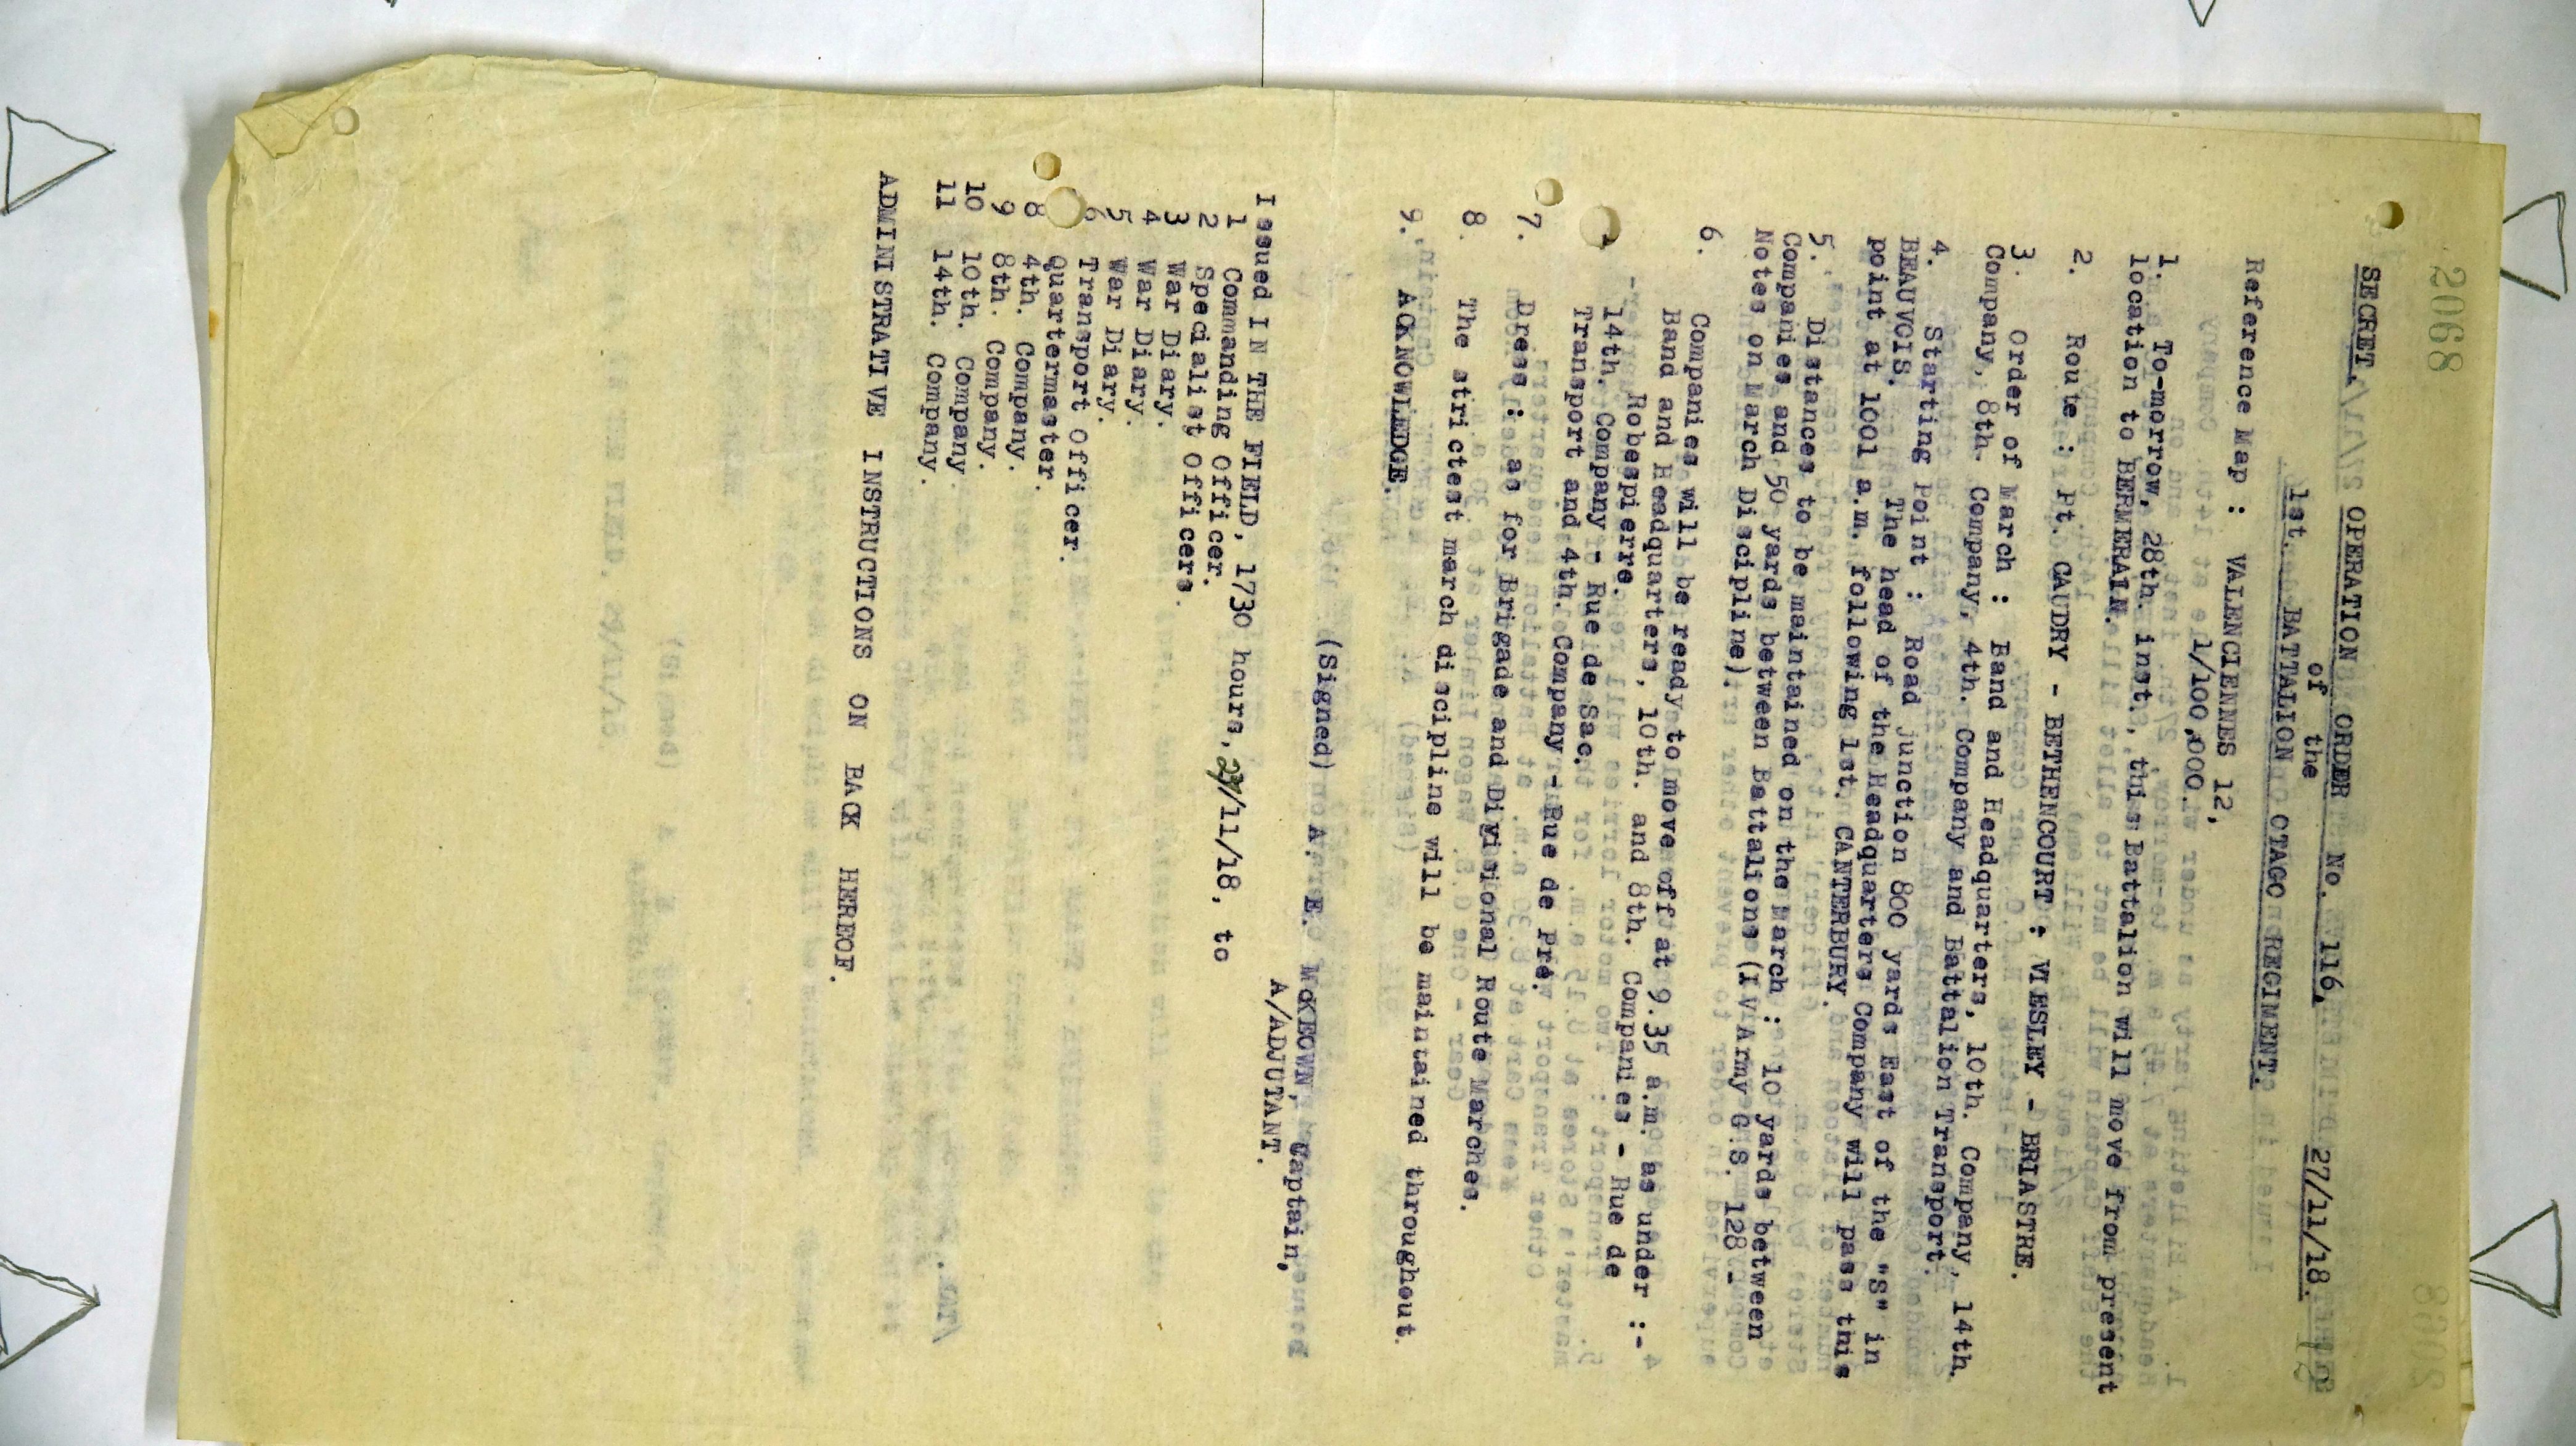 2068
SECRET.
OPERATION ORDER No. 116,
of the
1st. BATTALION OTAGO REGIMENT.
27/11/18.
Reference Map : VALENCIENNES 12,
1/100,000.
1. To-morrow, 28th. inst. this Battalion will move from present
location to BERMERAIN.
2. Route : Pt. CAUDRY - BETHENCOURT : VIESLEY - BRIASTRE.
3. Order of March : Band and Headquarters, 10th. Company, 14th.
Company, 8th. Company, 4th. Company and Battalion Transport.
4. Starting Point : Road junction 800 yards East of the "S" in
BEAUVOIS. The head of the Headquarters Company will pass this
point at 1001 a.m. following 1st. CANTERBURY.
5. Distances to be maintained on the March : 10 yards between
Companies and 50 yards between Battalions (IV Army G.S. 128 -
Notes on March Discipline).
6. Companies will be ready to move off at 9.35 a.m. as under :-
Band and Headquarters, 10th. and 8th. Companies - Rue de
Robespierre.
14th. Company - Rue de Sac.
Transport and 4th. Company - Rue de Pre.
7. Dress : as for Brigade and Divisional Route Marches.
8. The strictest march discipline will be maintained throughout.
9. ACKNOWLEDGE.
(Signed) A. E. McKEOWN, Captain,
A/ADJUTANT.
Issued IN THE FIELD, 1730 hours, 27/11/18, to
1 Commanding Officer.
2 Specialist Officers.
3 War Diary.
4 War Diary.
5 War Diary.
6 Transport Officer.
Quartermaster.
8 4th. Company.
9 8th. Company.
10 10th. Company
11 14th. Company.
ADMINISTRATIVE INSTRUCTIONS ON BACK HEREOF.